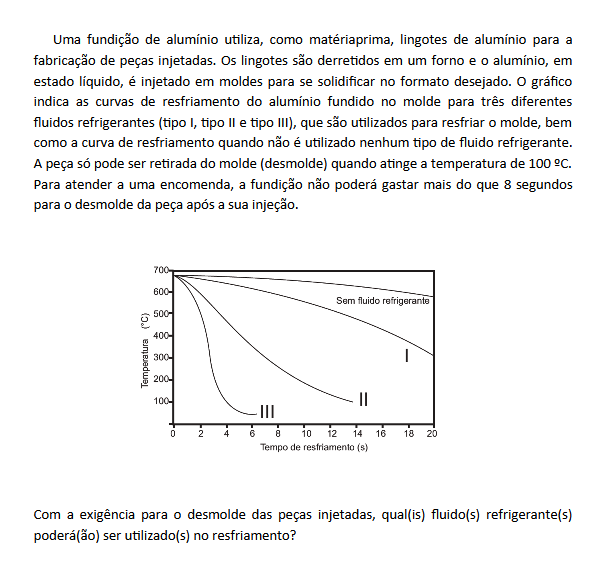 Uma fundição de alumínio utiliza, como matériaprima, lingotes de alumínio para a
fabricação de peças injetadas. Os lingotes são derretidos em um forno e o alumínio, em
estado líquido, é injetado em moldes para se solidificar no formato desejado. O gráfico
indica as curvas de resfriamento do alumínio fundido no molde para três diferentes
fluidos refrigerantes (tipo I, tipo II e tipo III), que são utilizados para resfriar o molde, bem
como a curva de resfriamento quando não é utilizado nenhum tipo de fluido refrigerante.
A peça só pode ser retirada do molde (desmolde) quando atinge a temperatura de 100 ºC.
Para atender a uma encomenda, a fundição não poderá gastar mais do que 8 segundos
para o desmolde da peça após a sua injeção.
700
600
500
400
300
200
100
Temperatura (°C)
Sem fluido refrigerante
I
II
III
0 2 4 6 8 10 12 14 16 18 20
Tempo de resfriamento (s)
Com a exigência para o desmolde das peças injetadas, qual(is) fluido(s) refrigerante(s)
poderá(ão) ser utilizado(s) no resfriamento?